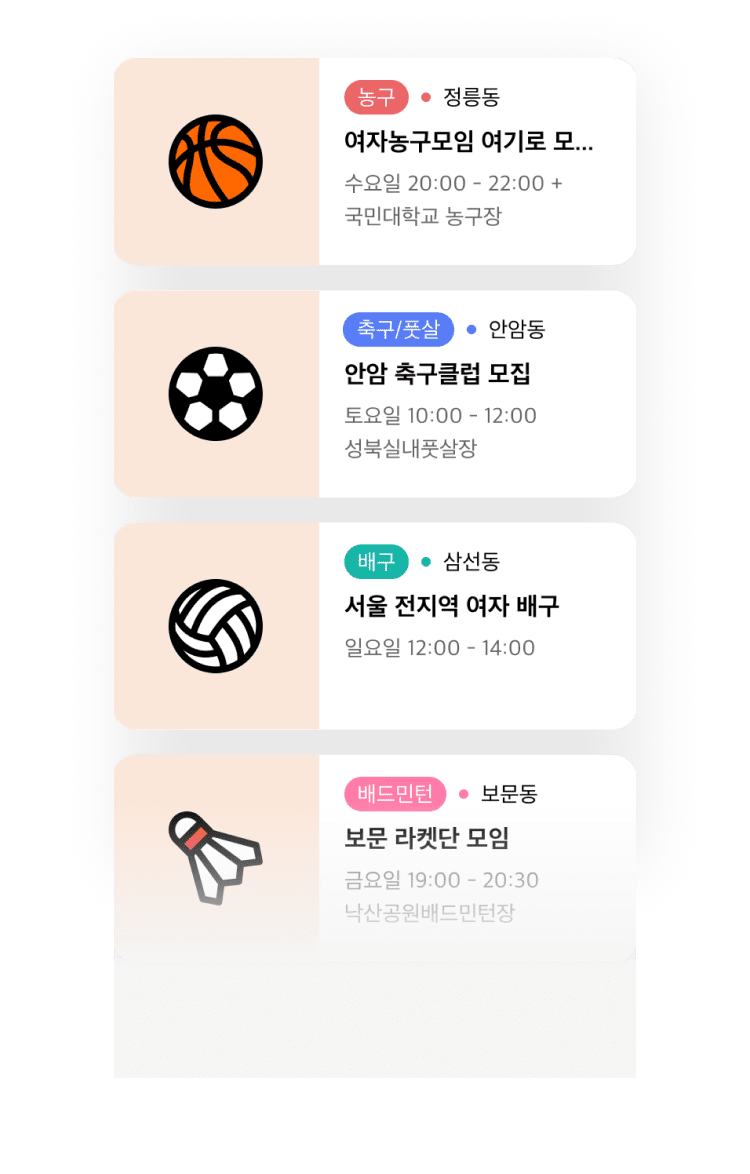 농구 • 정릉동
여자농구모임 여기로 모...
수요일 20:00 - 22:00 +
국민대학교 농구장
축구/풋살 • 안암동
안암 축구클럽 모집
토요일 10:00 - 12:00
성북실내풋살장
배구 • 삼선동
서울 전지역 여자 배구
일요일 12:00 - 14:00
배드민턴 • 보문동
보문 라켓단 모임
금요일 19:00 - 20:30
낙산공원배드민턴장